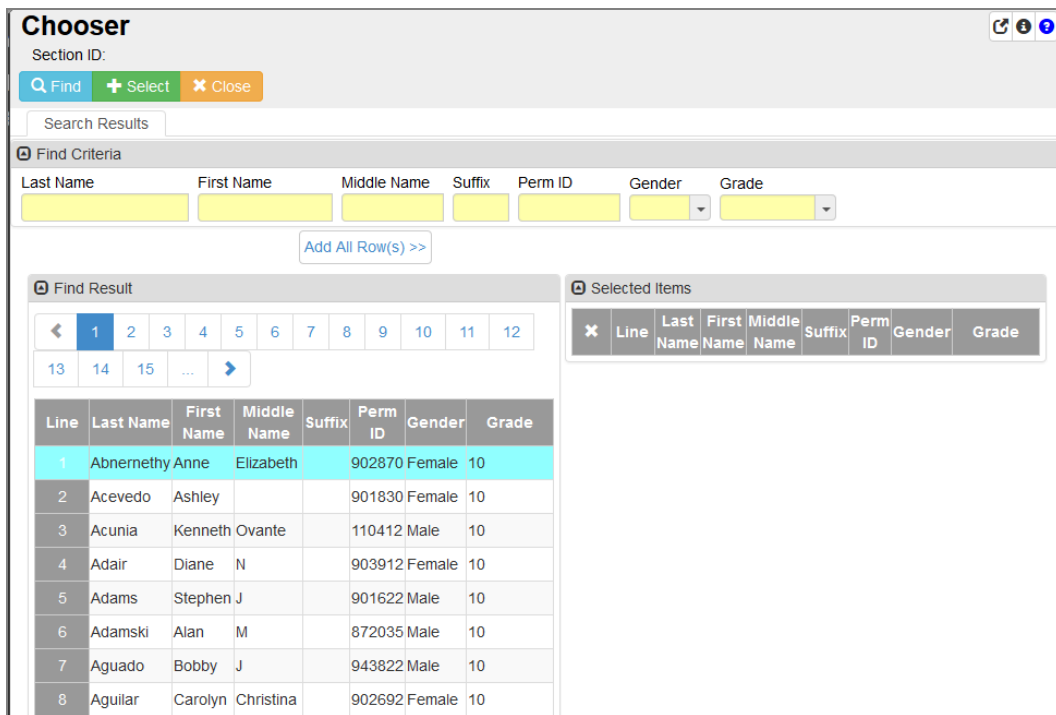 Chooser
Section ID:
Find Select Close
Search Results
Find Criteria
Last Name First Name Middle Name Suffix Perm ID Gender Grade
Add All Row(s) >>
Find Result
1 2 3 4 5 6 7 8 9 10 11 12
13 14 15 ...
Line Last Name First Name Middle Name Suffix Perm ID Gender Grade
1 Abnernethy Anne Elizabeth 902870 Female 10
2 Acevedo Ashley 901830 Female 10
3 Acunia Kenneth Ovante 110412 Male 10
4 Adair Diane N 903912 Female 10
5 Adams Stephen J 901622 Male 10
6 Adamski Alan M 872035 Male 10
7 Aguado Bobby J 943822 Male 10
8 Aguilar Carolyn Christina 902692 Female 10
Selected Items
Line Last Name First Name Middle Name Suffix Perm ID Gender Grade